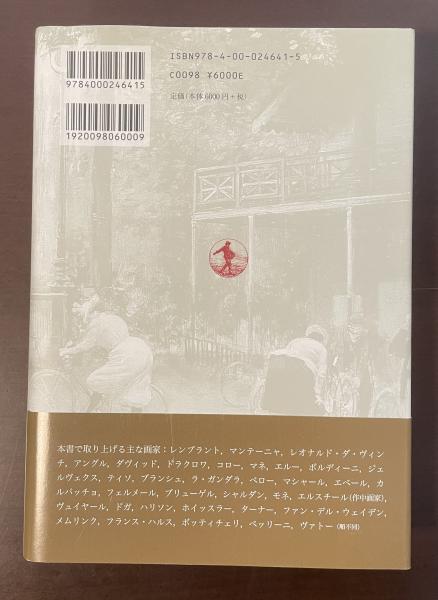 ISBN978-4-00-024641-5
C0098 ¥6000E
定価(本体6000円+税)
9784000246415
1920098060009
本書で取り上げる主な画家：レンブラント，マンテーニャ，レオナルド・ダ・ヴィン
チ，アングル，ダヴィッド，ドラクロワ，コロー，マネ，エルー，ボルディーニ，ジェ
ルヴェクス，ティソ，ブランシュ，ラ・ガンダラ，ベロー，マシャール，エベール，カ
ルパッチョ，フェルメール，ブリューゲル，シャルダン，モネ，エルスチール(作中画家)，
ヴュイヤール，ドガ，ハリソン，ホイッスラー，ターナー，ファン・デル・ウェイデン，
メムリンク，フランス・ハルス，ボッティチェリ，ベッリーニ，ヴァトー (順不同)